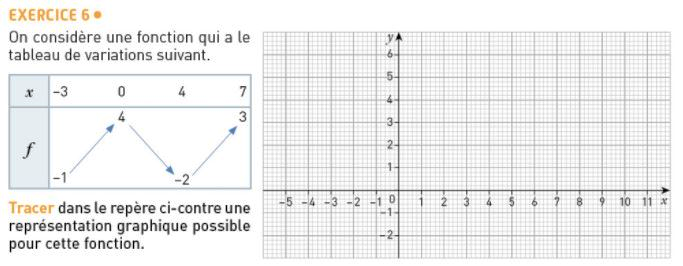 EXERCICE 6 •
On considère une fonction qui a le
tableau de variations suivant.
x −3 0 4 7
4 3
f
−1 −2
Tracer dans le repère ci-contre une
représentation graphique possible
pour cette fonction.
y
6
5
4
3
2
1
−5 −4 −3 −2 −1 0 1 2 3 4 5 6 7 8 9 10 11 x
−1
−2